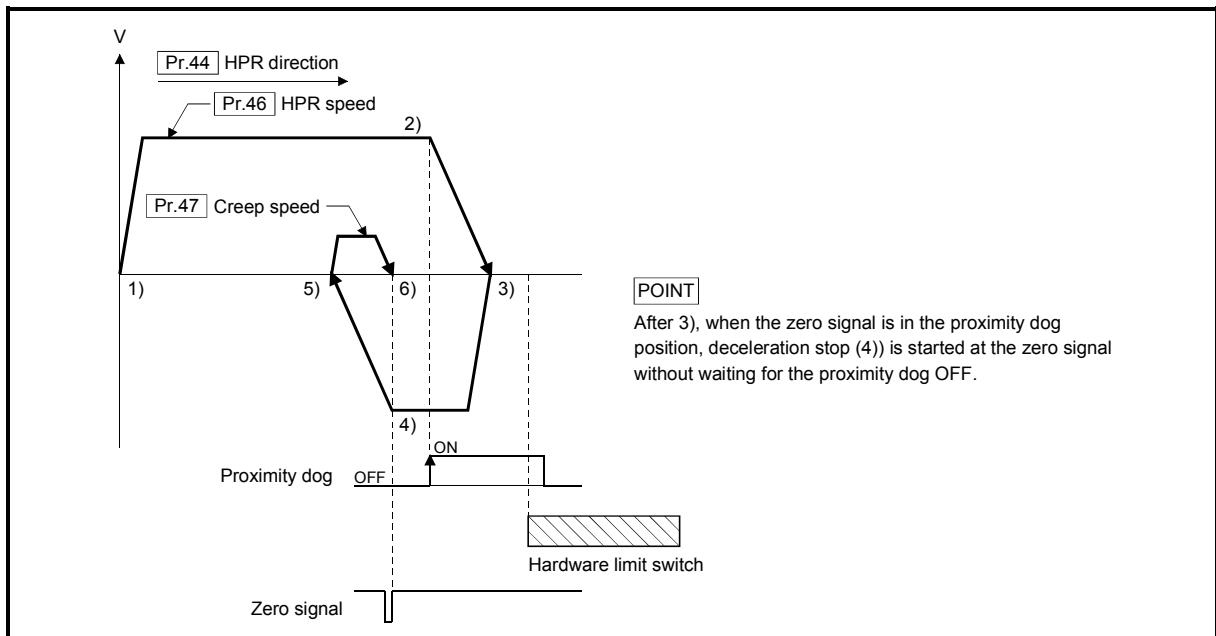 V
Pr.44 HPR direction
Pr.46 HPR speed
2)
Pr.47 Creep speed
1)
5)
6)
3)
4)
POINT
After 3), when the zero signal is in the proximity dog
position, deceleration stop (4)) is started at the zero signal
without waiting for the proximity dog OFF.
ON
Proximity dog OFF
Hardware limit switch
Zero signal